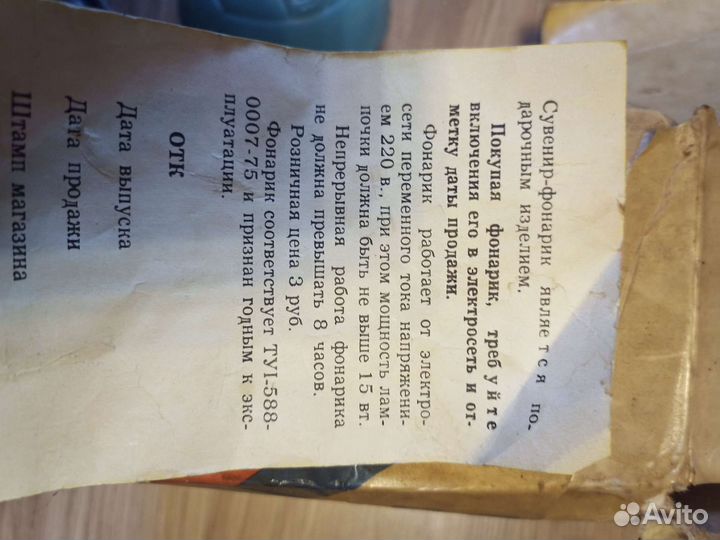 Сувенир-фонарик является по-
дарочным изделием.
Покупая фонарик, требуйте
включения его в электросеть и от-
метку даты продажи.
Фонарик работает от электро-
сети переменного тока напряжени-
ем 220 в., при этом мощность лам-
почки должна быть не выше 15 вт.
Непрерывная работа фонарика
не должна превышать 8 часов.
Розничная цена 3 руб.
Фонарик соответствует ТУ1-588-
0007-75 и признан годным к экс-
плуатации.
ОТК
Дата выпуска
Дата продажи
Штамп магазина
Avito